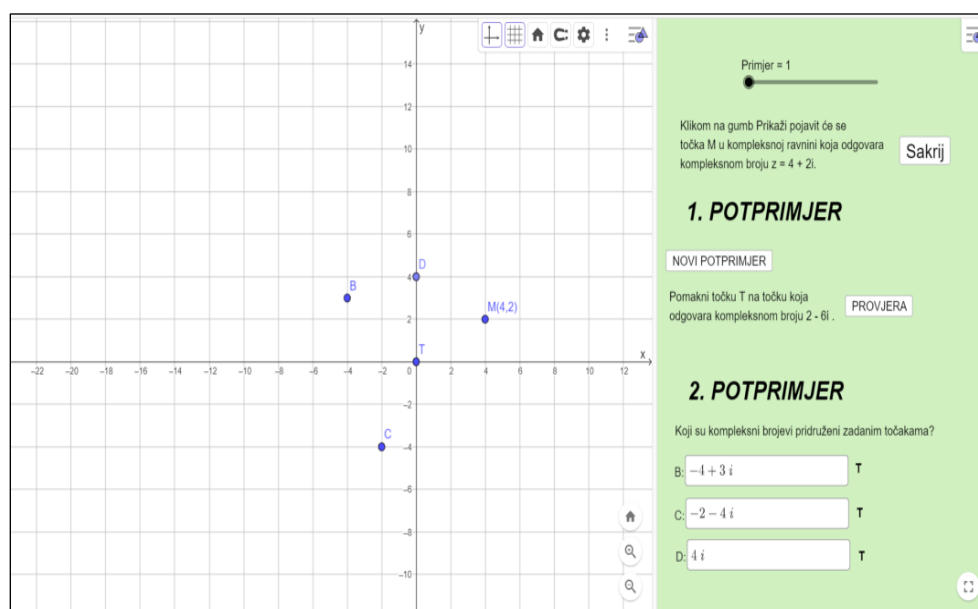 y
14
12
10
8
6
D
4
B
M(4,2)
2
T
x
−22 −20 −18 −16 −14 −12 −10 −8 −6 −4 −2 0 2 4 6 8 10 12
−2
C
−4
−6
−8
−10
Primjer = 1
Klikom na gumb Prikaži pojavit će se
točka M u kompleksnoj ravnini koja odgovara
kompleksnom broju z = 4 + 2i.
Sakrij
1. POTPRIMJER
NOVI POTPRIMJER
Pomakni točku T na točku koja
odgovara kompleksnom broju 2 - 6i .
PROVJERA
2. POTPRIMJER
Koji su kompleksni brojevi pridruženi zadanim točakama?
B: −4 + 3 i T
C: −2 − 4 i T
D: 4 i T